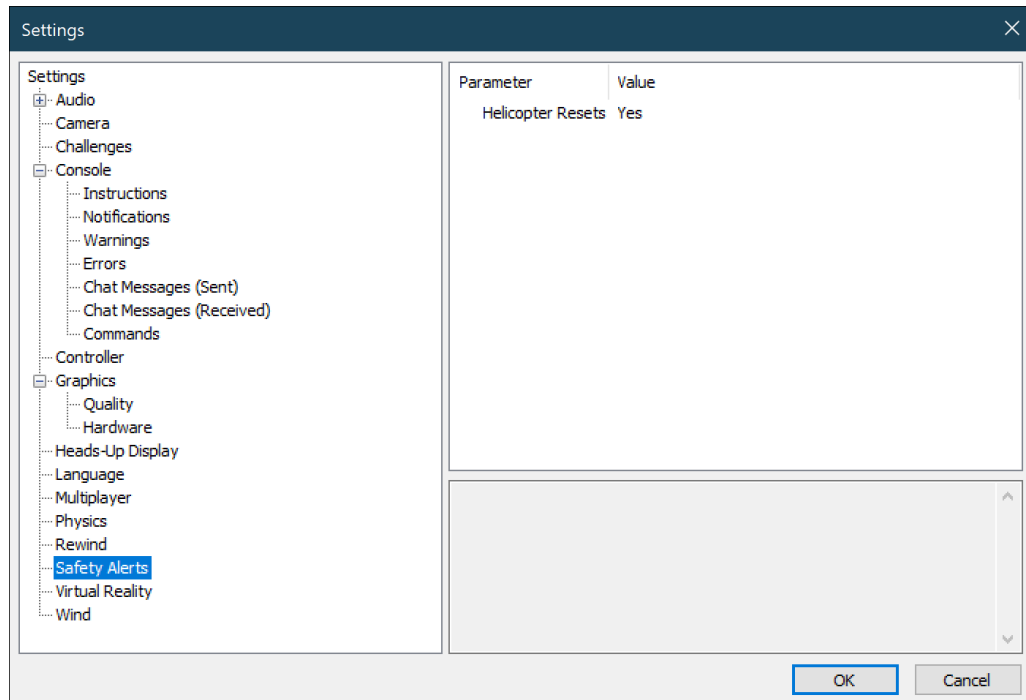 Settings
Settings
Audio
Camera
Challenges
Console
Instructions
Notifications
Warnings
Errors
Chat Messages (Sent)
Chat Messages (Received)
Commands
Controller
Graphics
Quality
Hardware
Heads-Up Display
Language
Multiplayer
Physics
Rewind
Safety Alerts
Virtual Reality
Wind
Parameter Value
Helicopter Resets Yes
OK Cancel